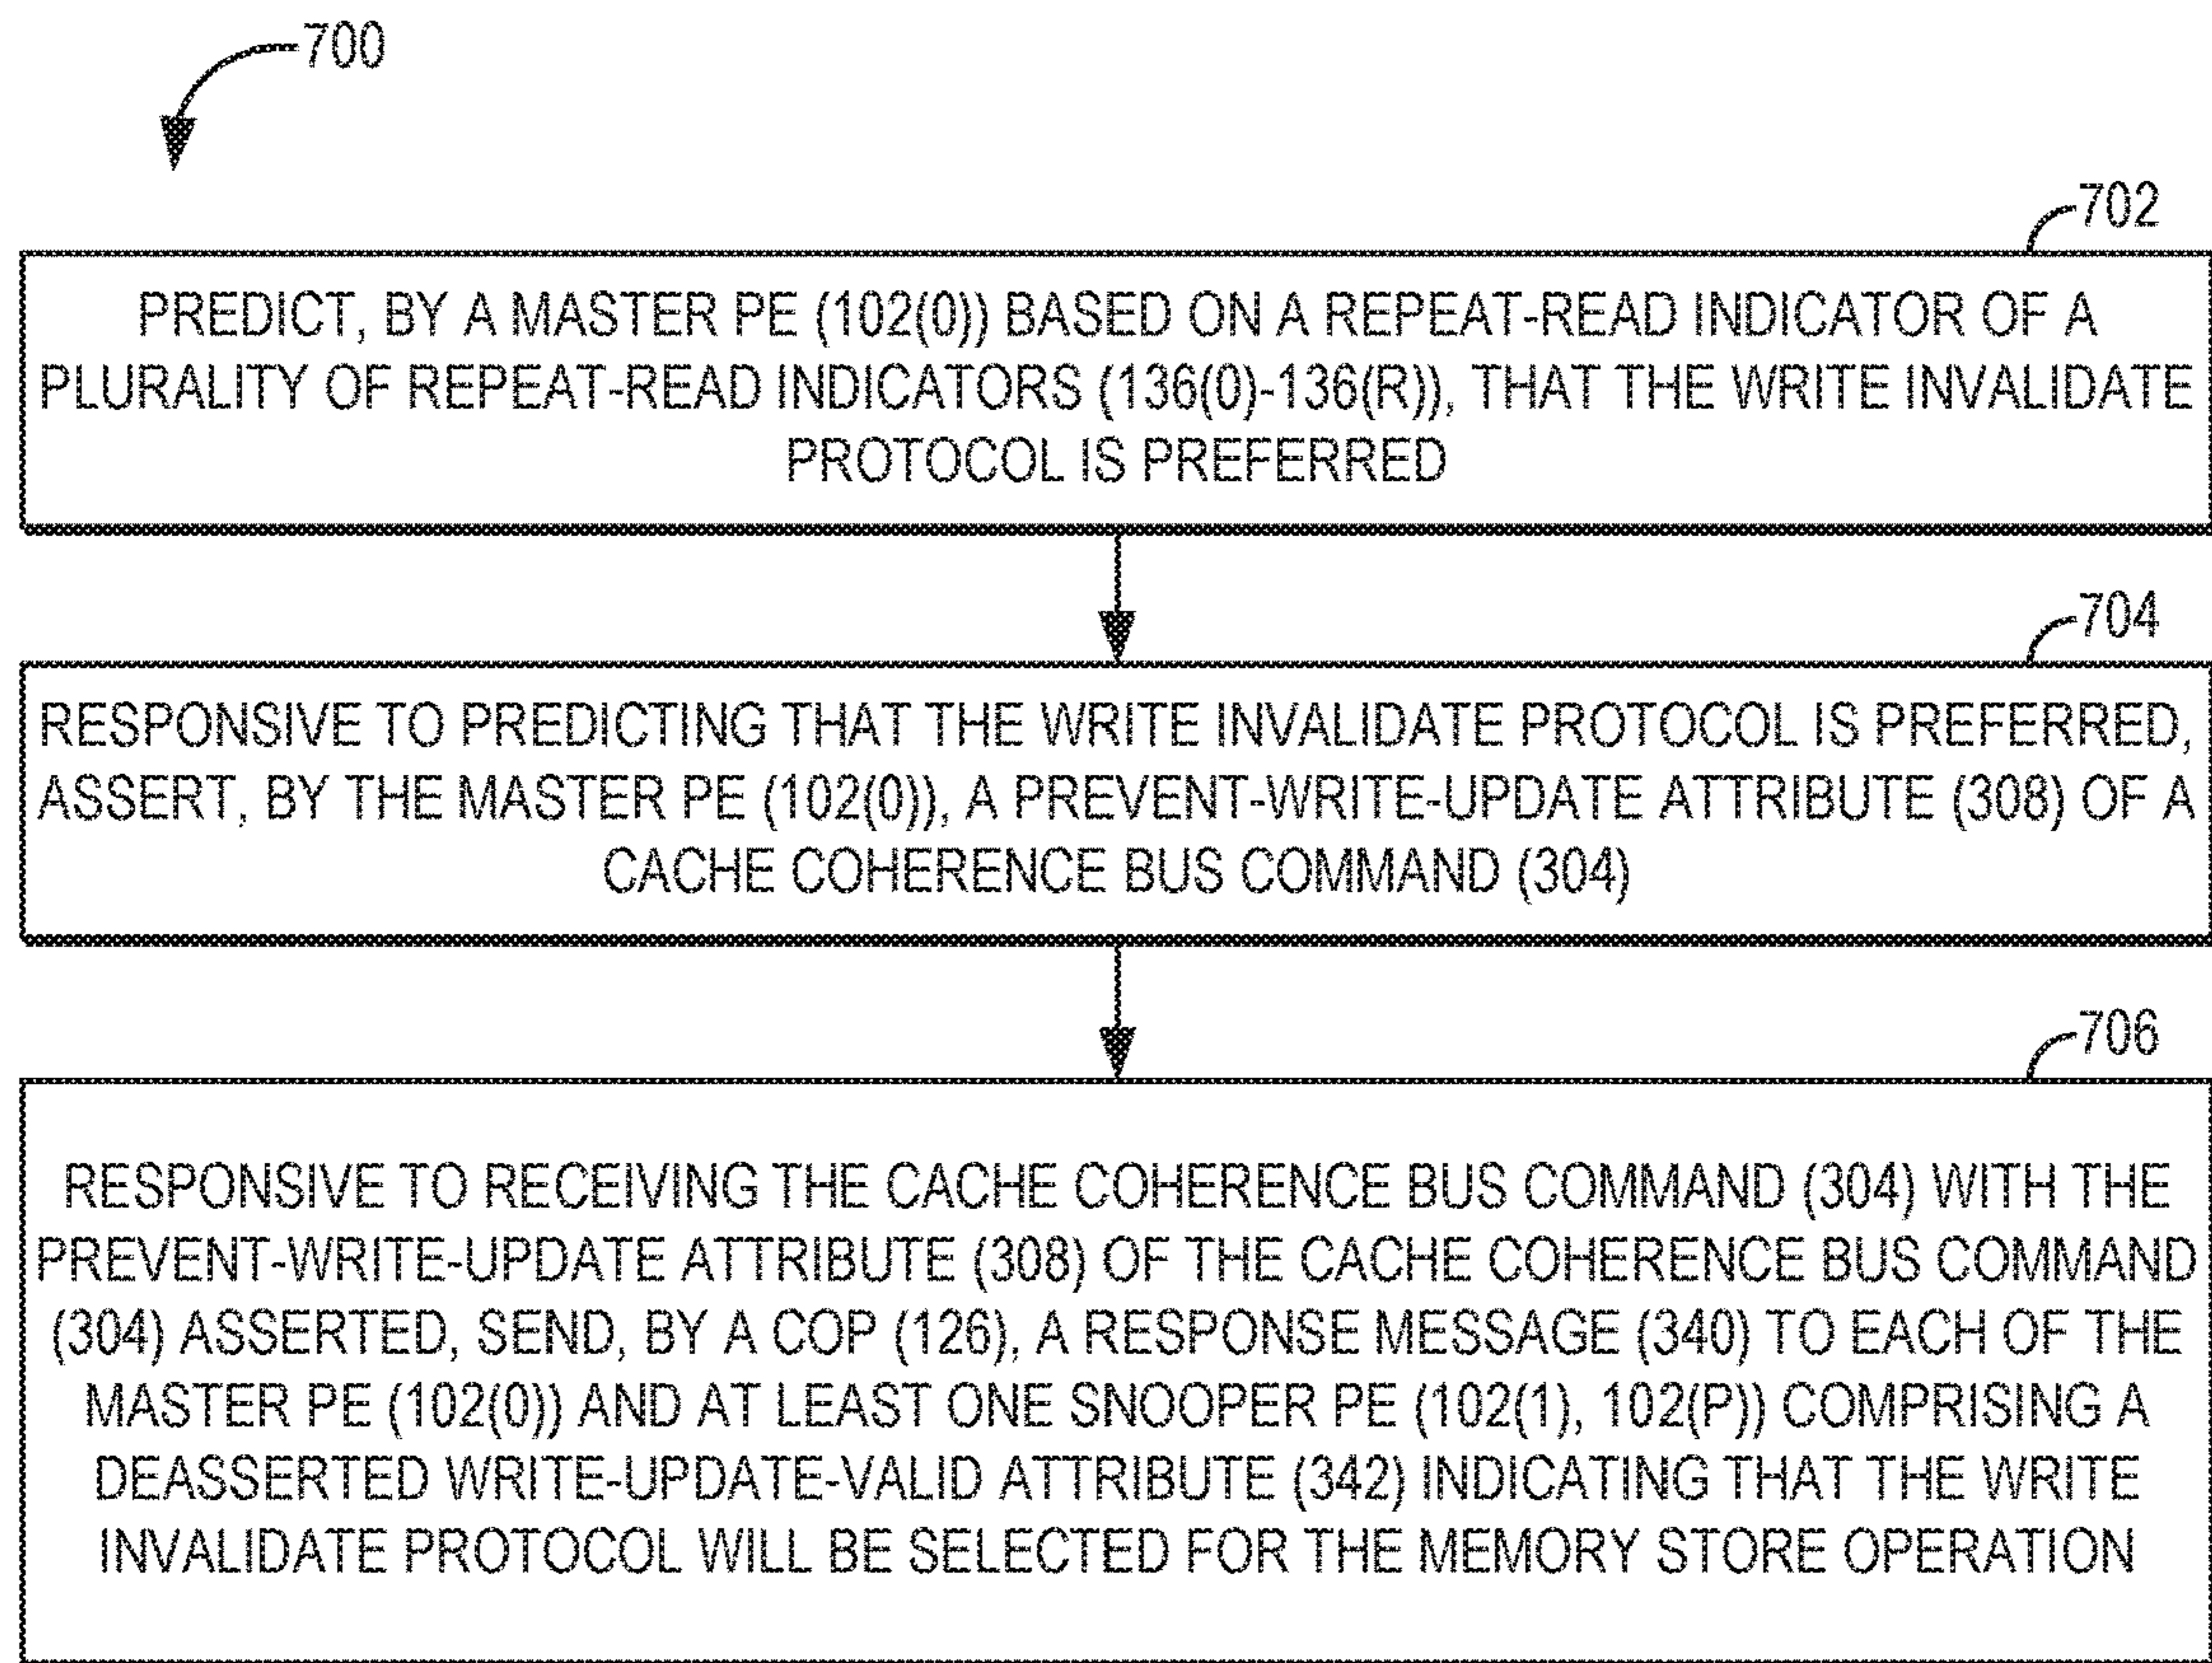 700
702
PREDICT, BY A MASTER PE (102(0)) BASED ON A REPEAT-READ INDICATOR OF A
PLURALITY OF REPEAT-READ INDICATORS (136(0)-136(R)), THAT THE WRITE INVALIDATE
PROTOCOL IS PREFERRED
704
RESPONSIVE TO PREDICTING THAT THE WRITE INVALIDATE PROTOCOL IS PREFERRED,
ASSERT, BY THE MASTER PE (102(0)), A PREVENT-WRITE-UPDATE ATTRIBUTE (308) OF A
CACHE COHERENCE BUS COMMAND (304)
706
RESPONSIVE TO RECEIVING THE CACHE COHERENCE BUS COMMAND (304) WITH THE
PREVENT-WRITE-UPDATE ATTRIBUTE (308) OF THE CACHE COHERENCE BUS COMMAND
(304) ASSERTED, SEND, BY A COP (126), A RESPONSE MESSAGE (340) TO EACH OF THE
MASTER PE (102(0)) AND AT LEAST ONE SNOOPER PE (102(1), 102(P)) COMPRISING A
DEASSERTED WRITE-UPDATE-VALID ATTRIBUTE (342) INDICATING THAT THE WRITE
INVALIDATE PROTOCOL WILL BE SELECTED FOR THE MEMORY STORE OPERATION